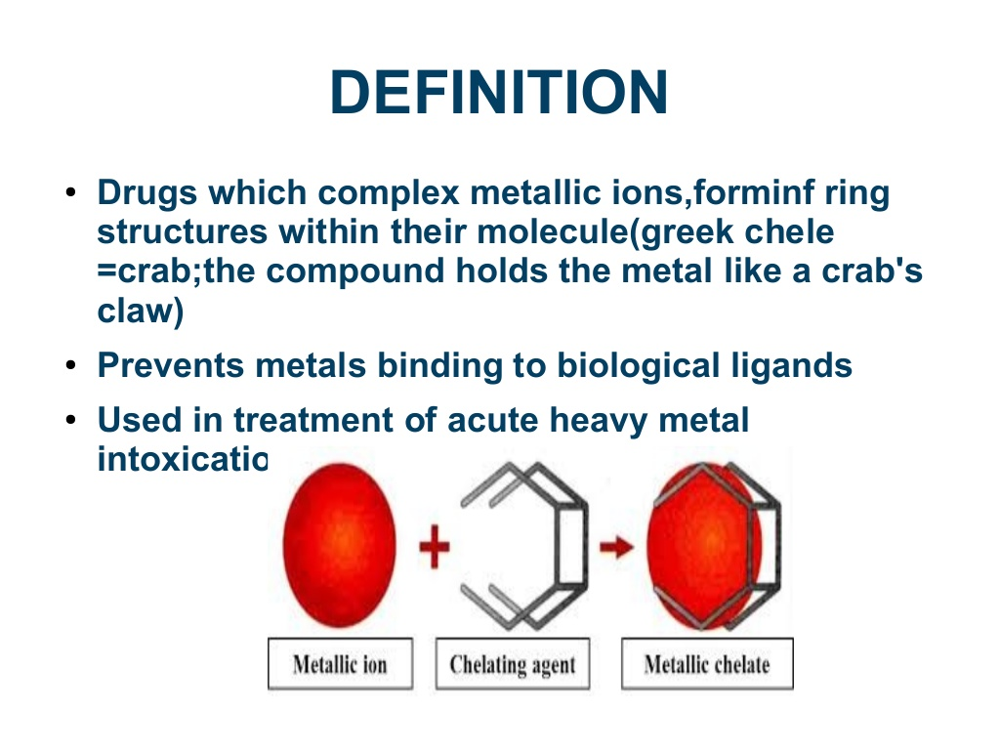 DEFINITION
• Drugs which complex metallic ions,forminf ring
structures within their molecule(greek chele
=crab;the compound holds the metal like a crab's
claw)
• Prevents metals binding to biological ligands
• Used in treatment of acute heavy metal
intoxicatio
Metallic ion
Chelating agent
Metallic chelate